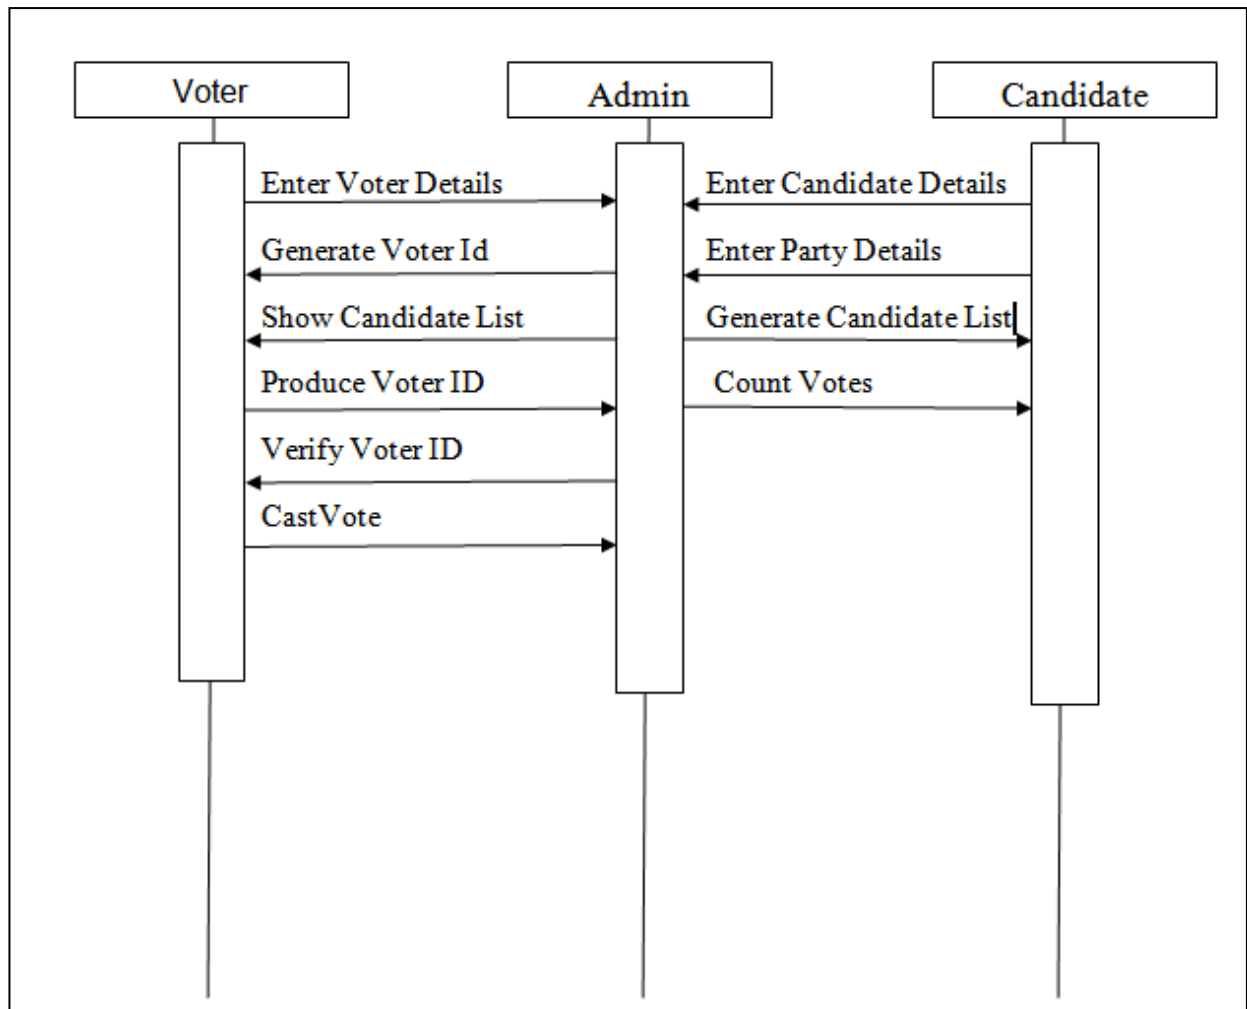 Voter
Admin
Candidate
Enter Voter Details
Enter Candidate Details
Generate Voter Id
Enter Party Details
Show Candidate List
Generate Candidate List
Produce Voter ID
Count Votes
Verify Voter ID
CastVote